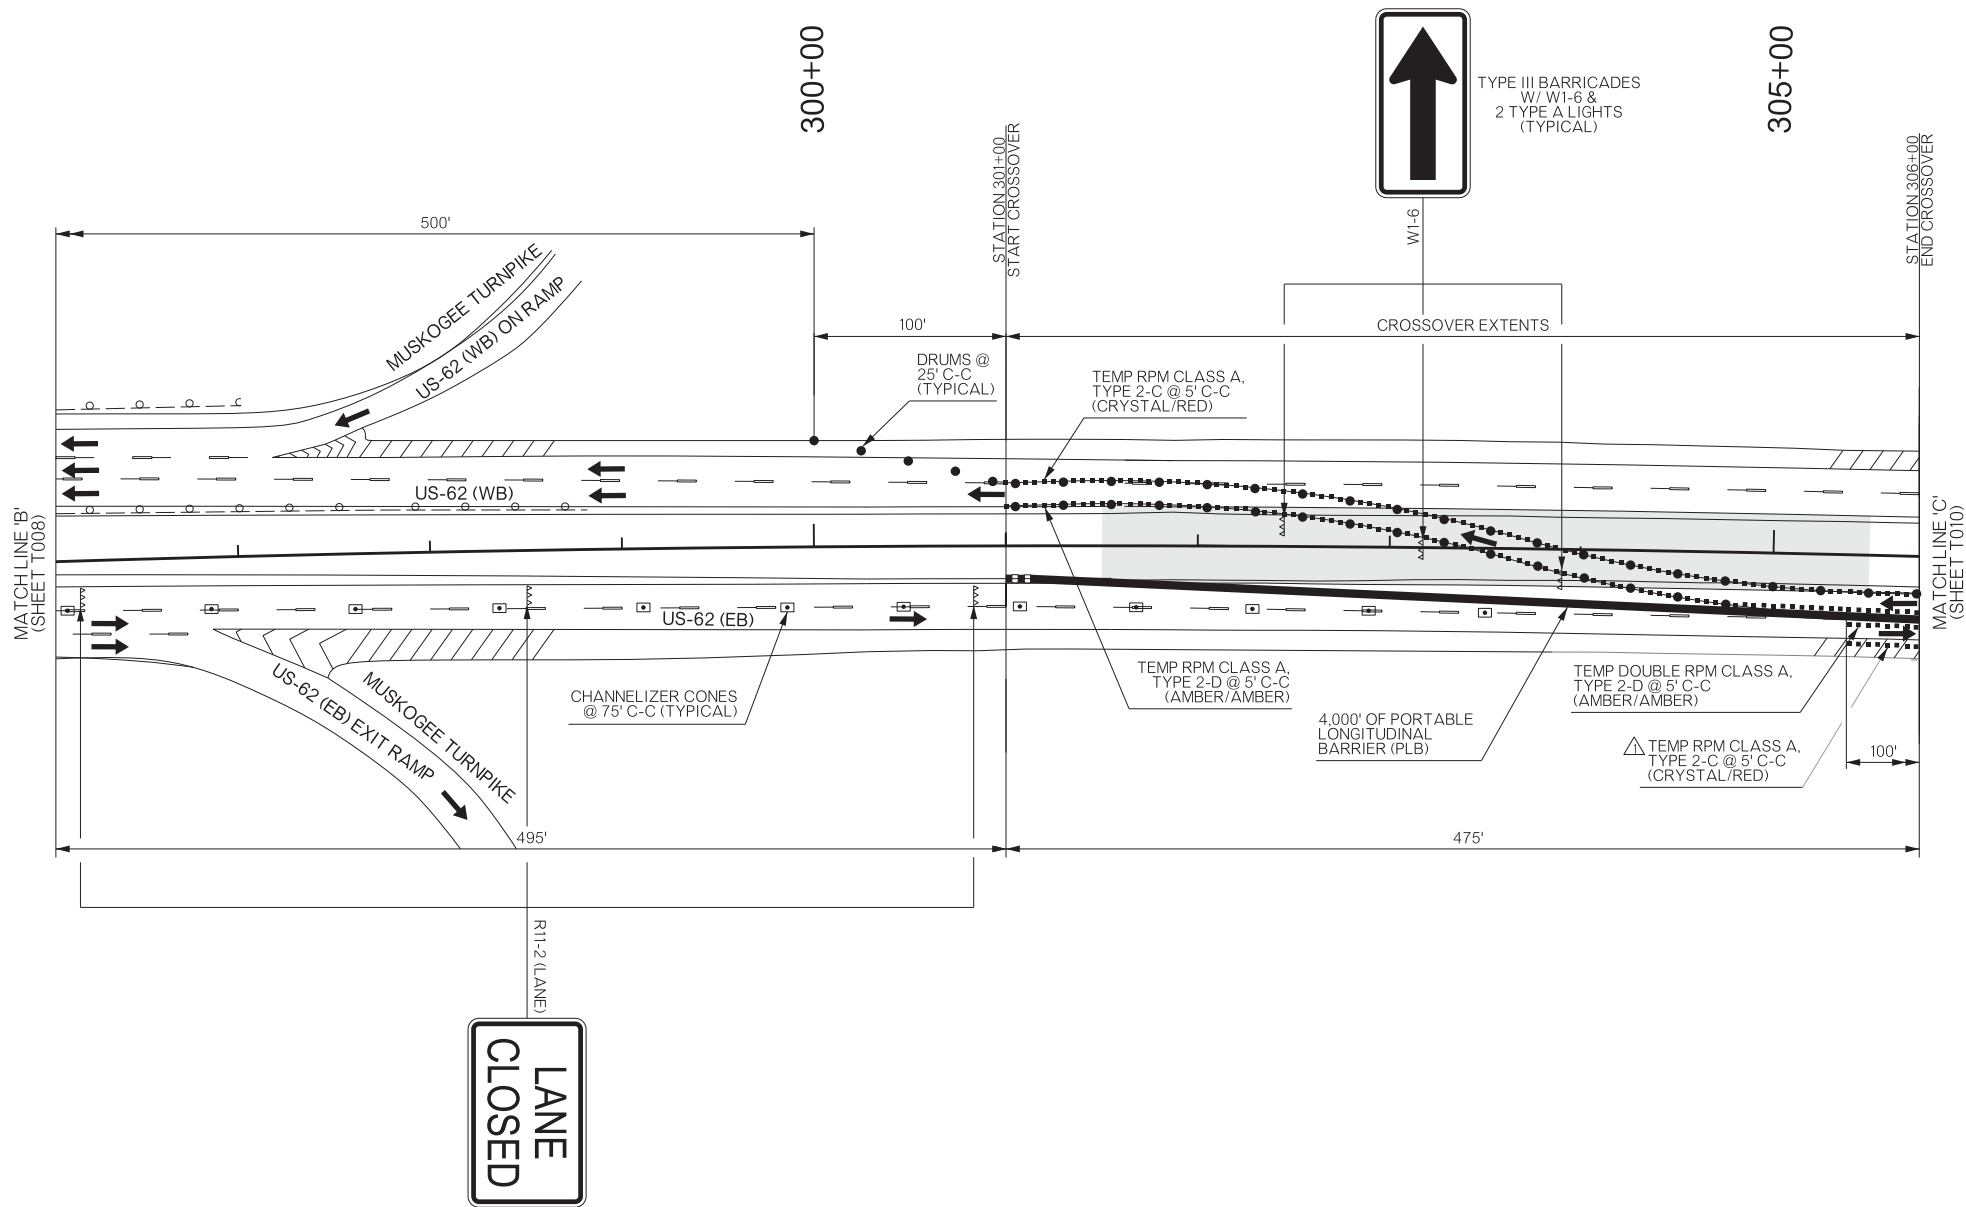 300+00
305+00
TYPE III BARRICADES
W/ W1-6 &
2 TYPE A LIGHTS
(TYPICAL)
STATION 301+00
START CROSSOVER
STATION 306+00
END CROSSOVER
W1-6
500'
MUSKOGEE TURNPIKE
US-62 (WB) ON RAMP
100'
CROSSOVER EXTENTS
DRUMS @
25' C-C
(TYPICAL)
TEMP RPM CLASS A,
TYPE 2-C @ 5' C-C
(CRYSTAL/RED)
US-62 (WB)
MATCH LINE 'B'
(SHEET T008)
MATCH LINE 'C'
(SHEET T010)
US-62 (EB)
US-62 (EB) EXIT RAMP
MUSKOGEE TURNPIKE
CHANNELIZER CONES
@ 75' C-C (TYPICAL)
TEMP RPM CLASS A,
TYPE 2-D @ 5' C-C
(AMBER/AMBER)
4,000' OF PORTABLE
LONGITUDINAL
BARRIER (PLB)
TEMP DOUBLE RPM CLASS A,
TYPE 2-D @ 5' C-C
(AMBER/AMBER)
1 TEMP RPM CLASS A,
TYPE 2-C @ 5' C-C
(CRYSTAL/RED)
100'
495'
475'
R11-2 (LANE)
LANE
CLOSED